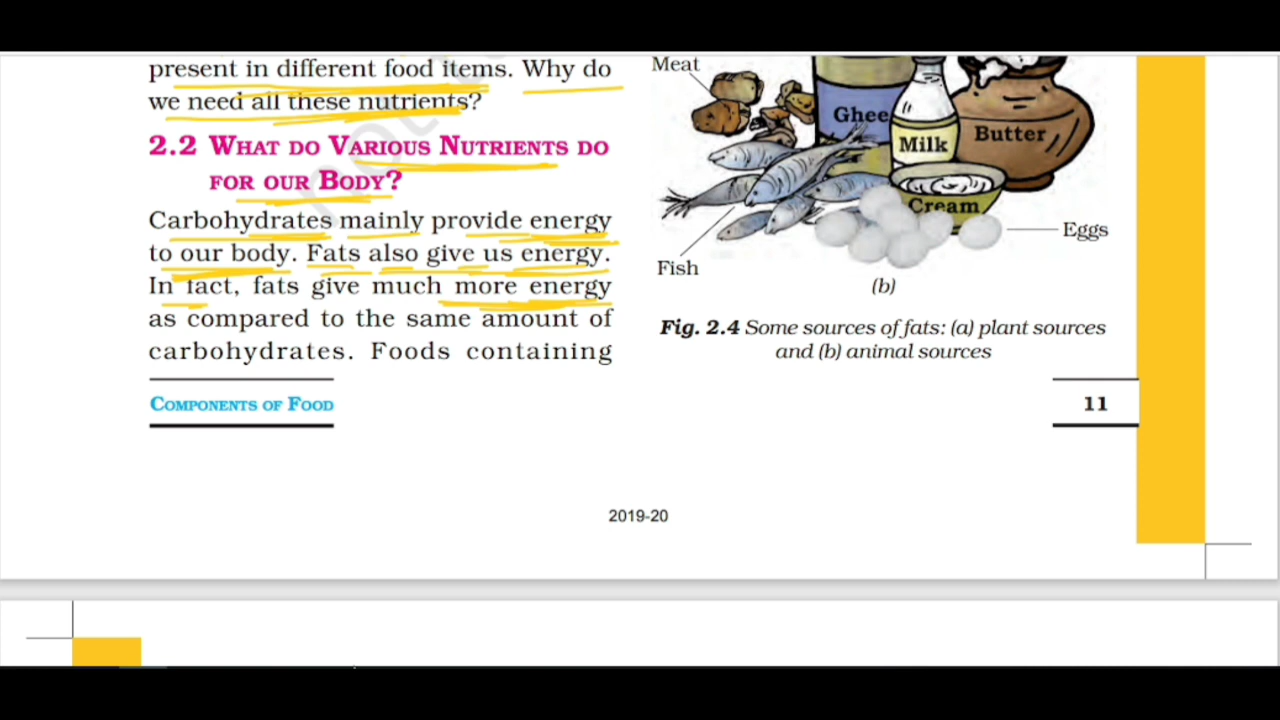 present in different food items. Why do
we need all these nutrients?
2.2 WHAT DO VARIOUS NUTRIENTS DO
FOR OUR BODY?
Carbohydrates mainly provide energy
to our body. Fats also give us energy.
In fact, fats give much more energy
as compared to the same amount of
carbohydrates. Foods containing
COMPONENTS OF FOOD
Meat
Ghee
Milk
Butter
Cream
Eggs
Fish
(b)
Fig. 2.4 Some sources of fats: (a) plant sources
and (b) animal sources
11
2019-20